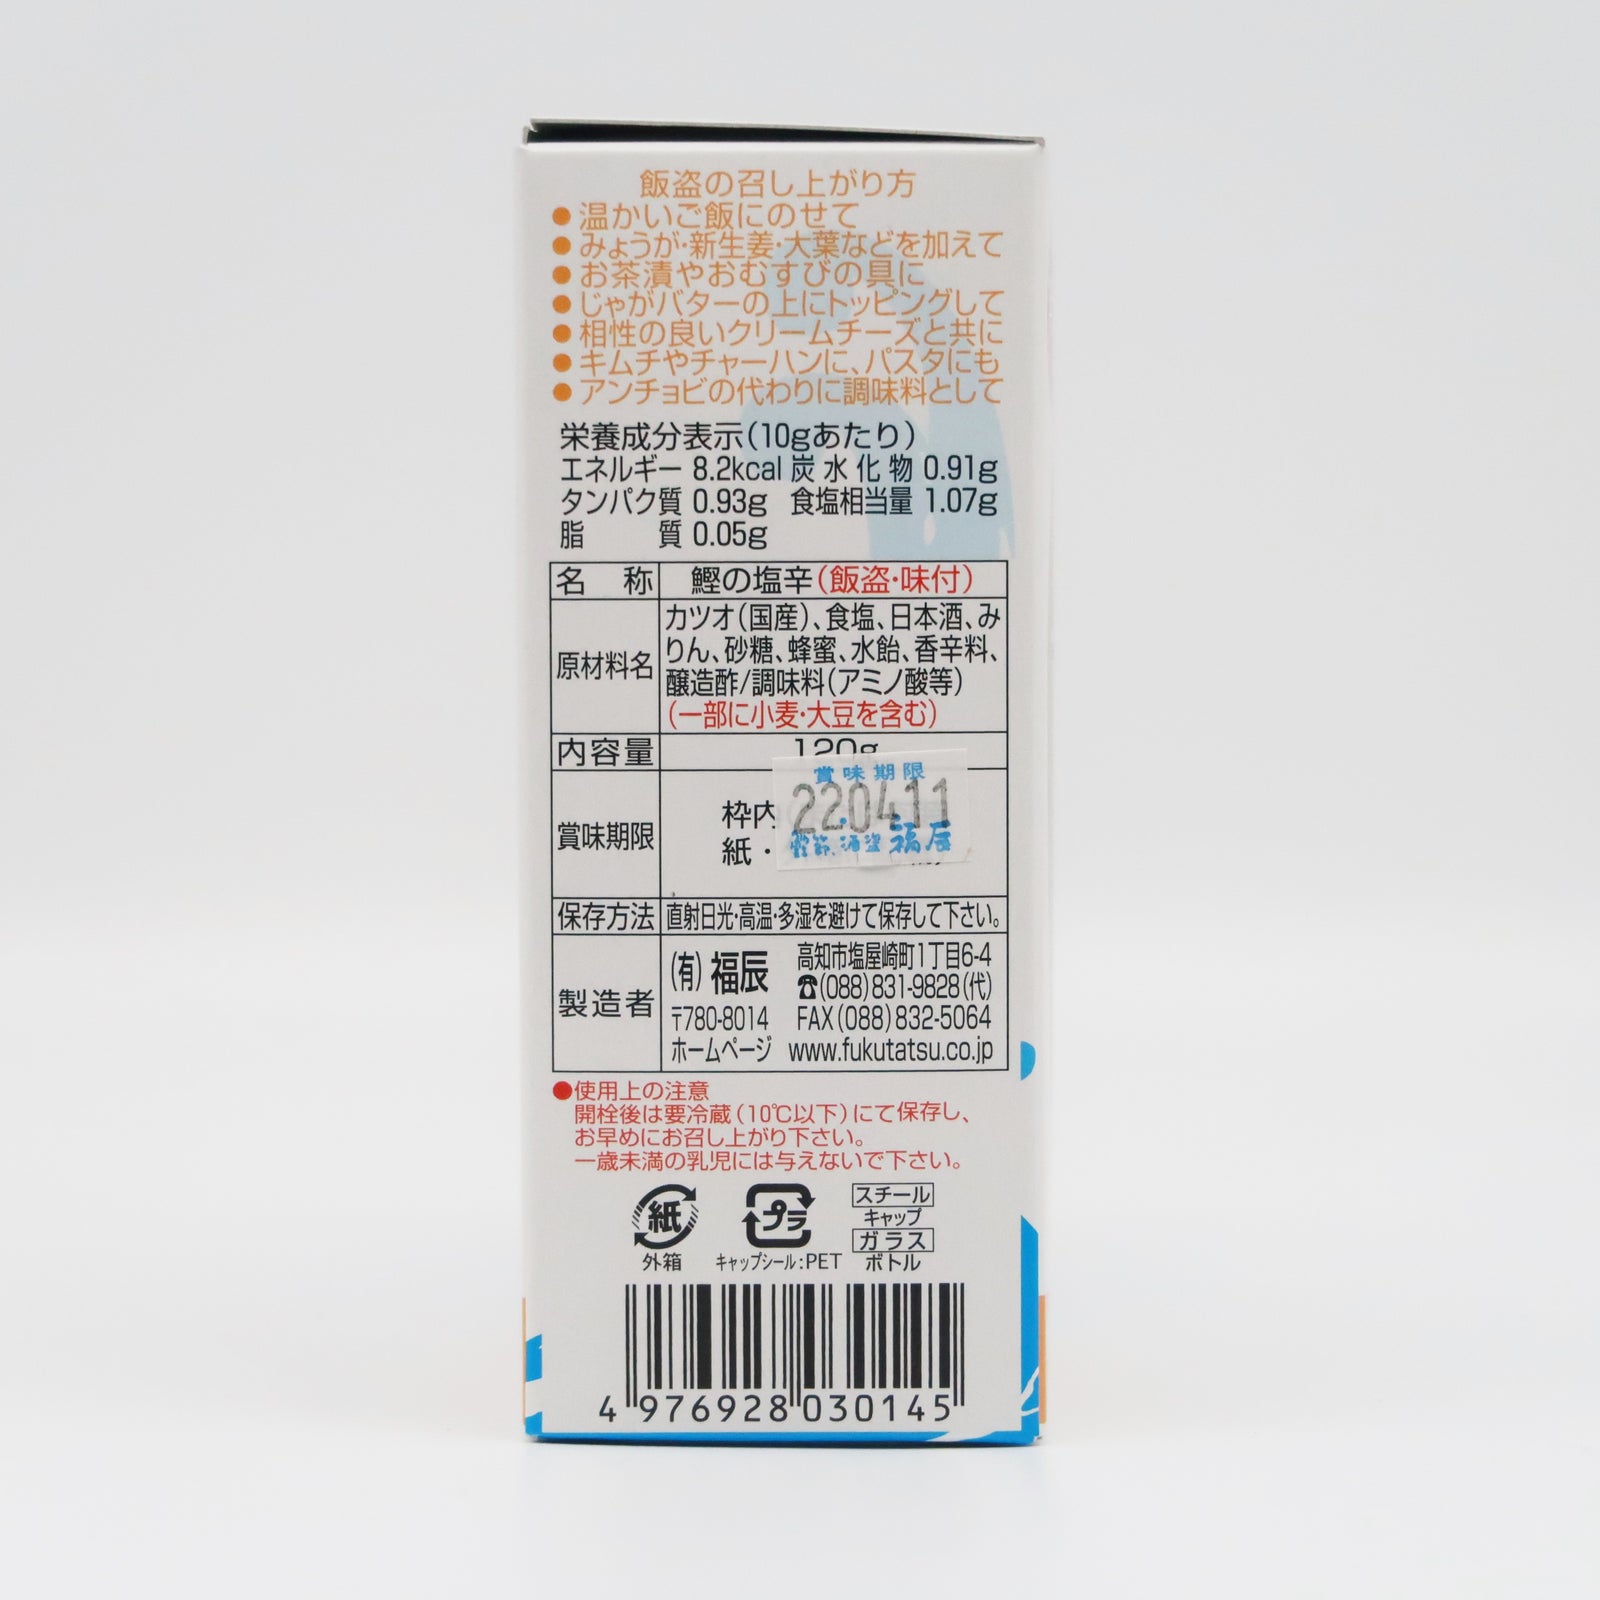 飯盗の召し上がり方
●温かいご飯にのせて
●みょうが・新生姜・大葉などを加えて
●お茶漬やおむすびの具に
●じゃがバターの上にトッピングして
●相性の良いクリームチーズと共に
●キムチやチャーハンに、パスタにも
●アンチョビの代わりに調味料として
栄養成分表示(10gあたり)
エネルギー 8.2kcal 炭水化物 0.91g
タンパク質 0.93g 食塩相当量 1.07g
脂質 0.05g
名称 鰹の塩辛(飯盗・味付)
原材料名
カツオ(国産)、食塩、日本酒、み
りん、砂糖、蜂蜜、水飴、香辛料、
醸造酢/調味料(アミノ酸等)
(一部に小麦・大豆を含む)
内容量 120g
賞味期限
枠内
紙・
賞味期限
220411
酒盗 福辰
保存方法 直射日光・高温・多湿を避けて保存して下さい。
製造者
(有)福辰 高知市塩屋崎町1丁目6-4
☎(088)831-9828(代)
〒780-8014 FAX(088)832-5064
ホームページ www.fukutatsu.co.jp
●使用上の注意
開栓後は要冷蔵(10℃以下)にて保存し、
お早めにお召し上がり下さい。
一歳未満の乳児には与えないで下さい。
紙 外箱
プラ キャップシール:PET
スチール
キャップ
ガラス
ボトル
4 976928 030145